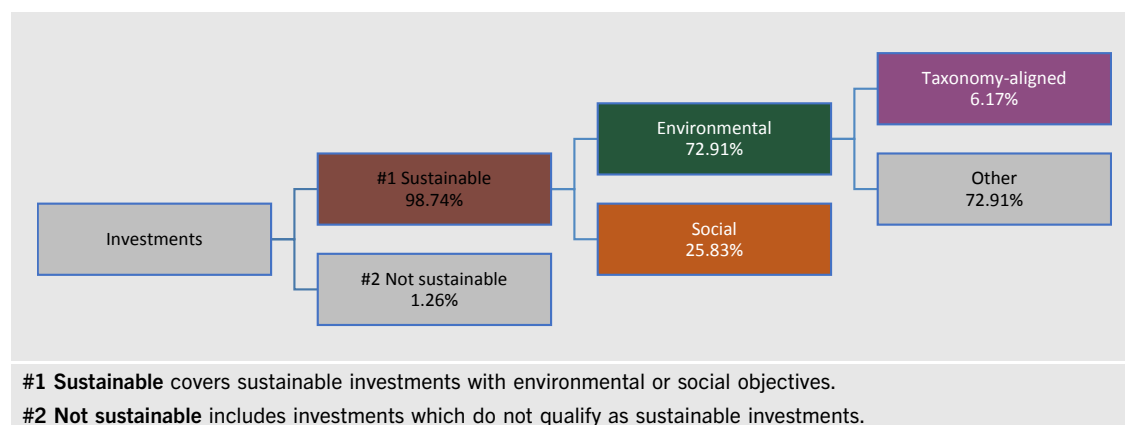 Taxonomy-aligned
6.17%
Environmental
72.91%
#1 Sustainable
98.74%
Other
72.91%
Investments
Social
25.83%
#2 Not sustainable
1.26%
#1 Sustainable covers sustainable investments with environmental or social objectives.
#2 Not sustainable includes investments which do not qualify as sustainable investments.